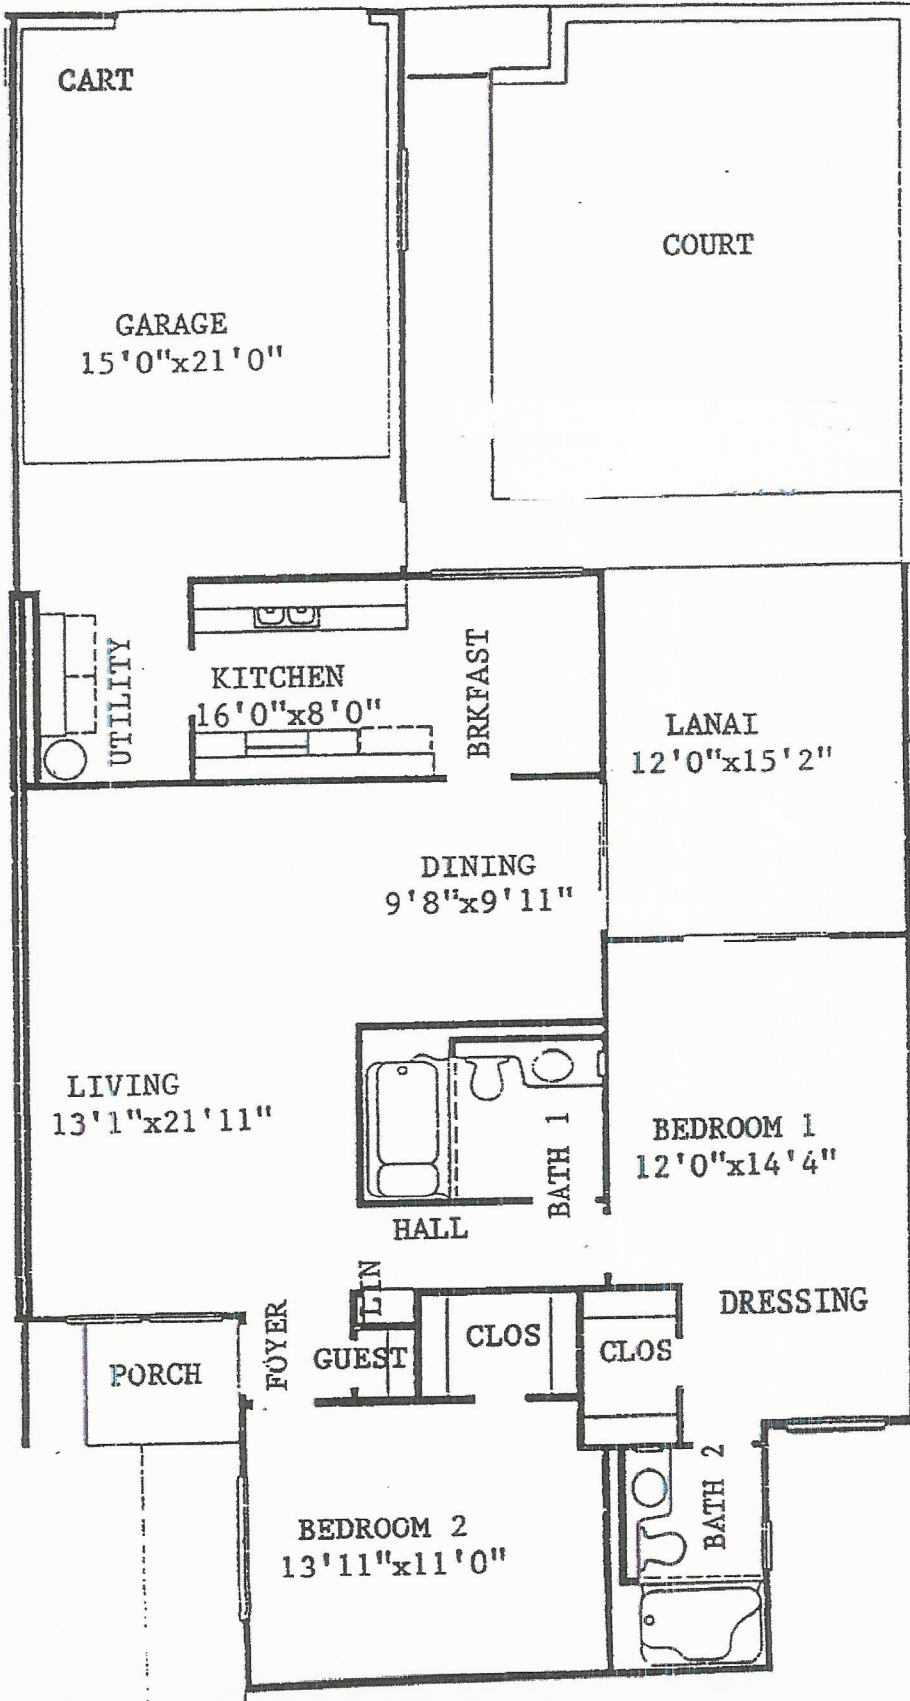 CART
COURT
GARAGE
15'0"x21'0"
UTILITY
KITCHEN
16'0"x8'0"
BRKFAST
LANAI
12'0"x15'2"
DINING
9'8"x9'11"
LIVING
13'1"x21'11"
BATH 1
BEDROOM 1
12'0"x14'4"
HALL
LIN
FOYER
GUEST
CLOS
CLOS
DRESSING
PORCH
BATH 2
BEDROOM 2
13'11"x11'0"